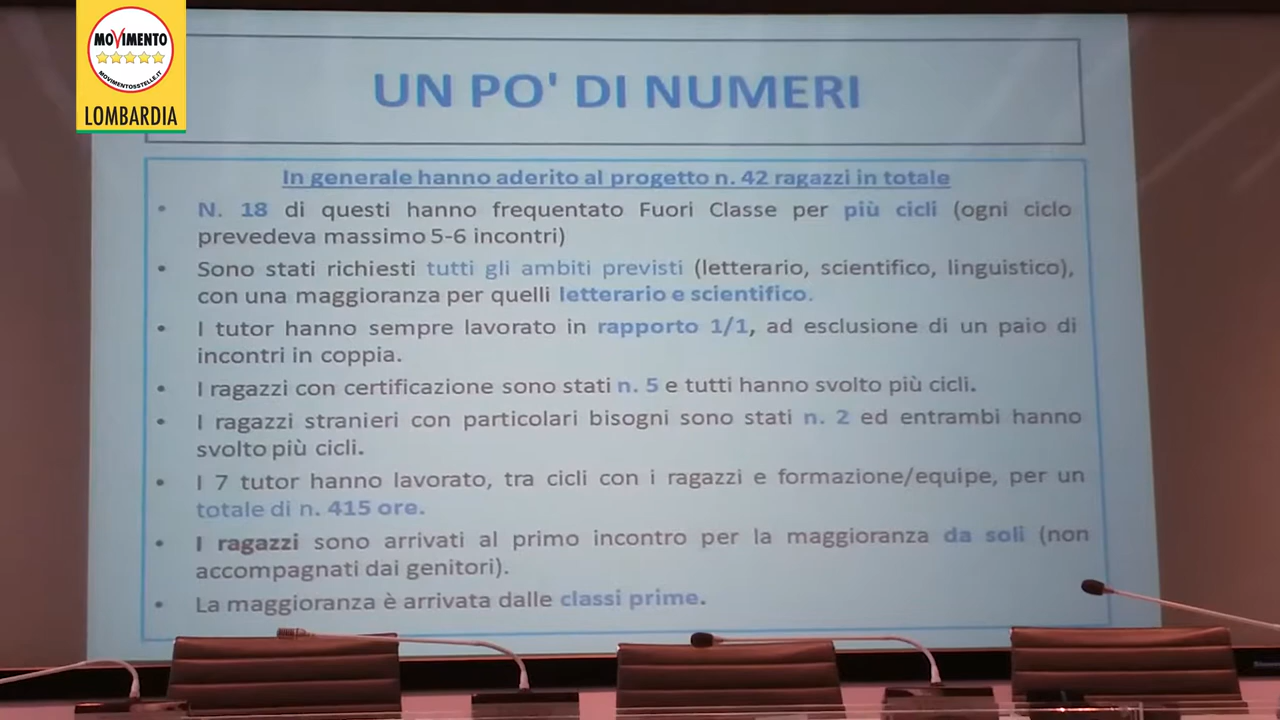 MOVIMENTO
MOVIMENTO5STELLE.IT
LOMBARDIA
UN PO' DI NUMERI
In generale hanno aderito al progetto n. 42 ragazzi in totale
• N. 18 di questi hanno frequentato Fuori Classe per più cicli (ogni ciclo
prevedeva massimo 5-6 incontri)
• Sono stati richiesti tutti gli ambiti previsti (letterario, scientifico, linguistico),
con una maggioranza per quelli letterario e scientifico.
• I tutor hanno sempre lavorato in rapporto 1/1, ad esclusione di un paio di
incontri in coppia.
• I ragazzi con certificazione sono stati n. 5 e tutti hanno svolto più cicli.
• I ragazzi stranieri con particolari bisogni sono stati n. 2 ed entrambi hanno
svolto più cicli.
• I 7 tutor hanno lavorato, tra cicli con i ragazzi e formazione/equipe, per un
totale di n. 415 ore.
• I ragazzi sono arrivati al primo incontro per la maggioranza da soli (non
accompagnati dai genitori).
• La maggioranza è arrivata dalle classi prime.